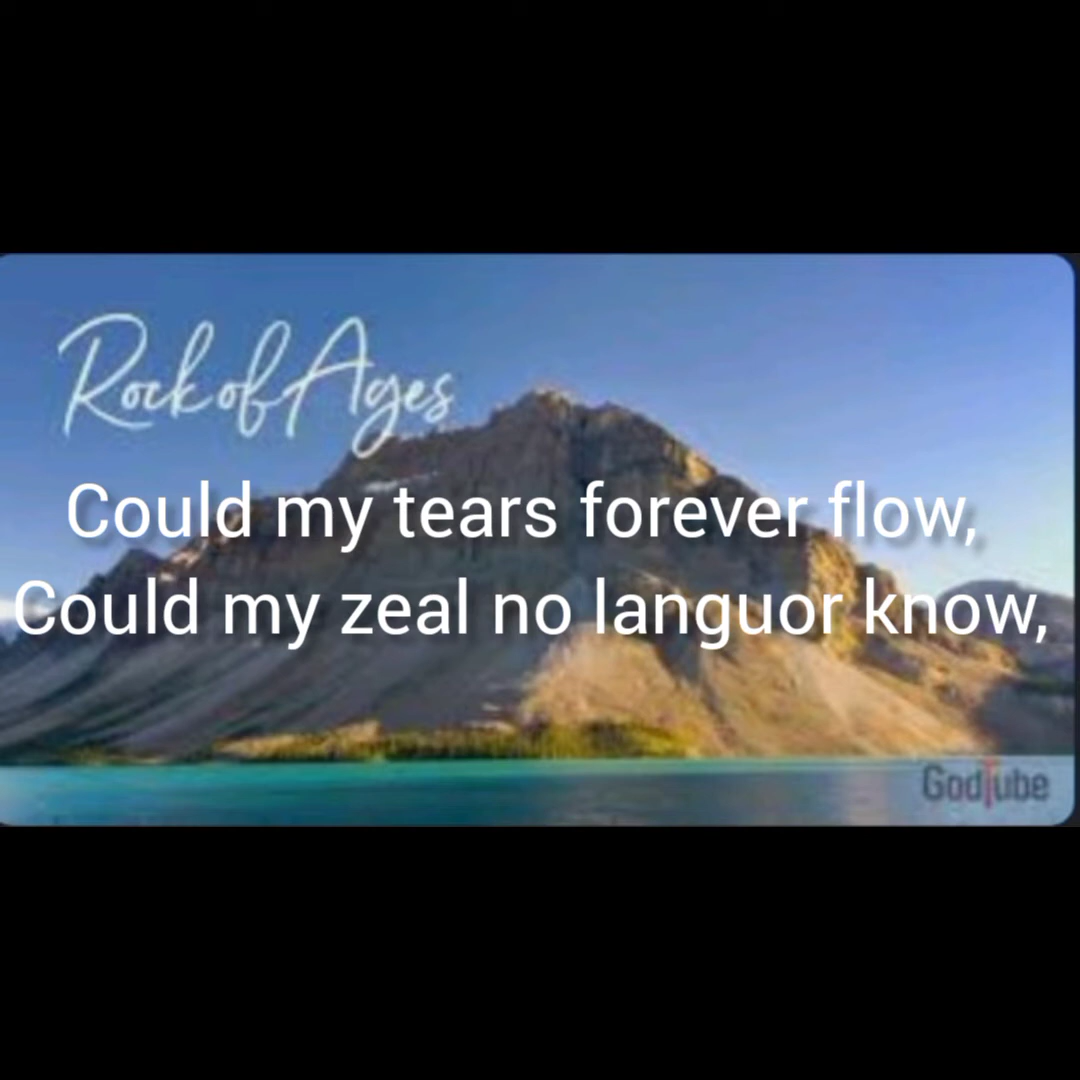 Rock of Ages
Could my tears forever flow,
Could my zeal no languor know,
GodTube